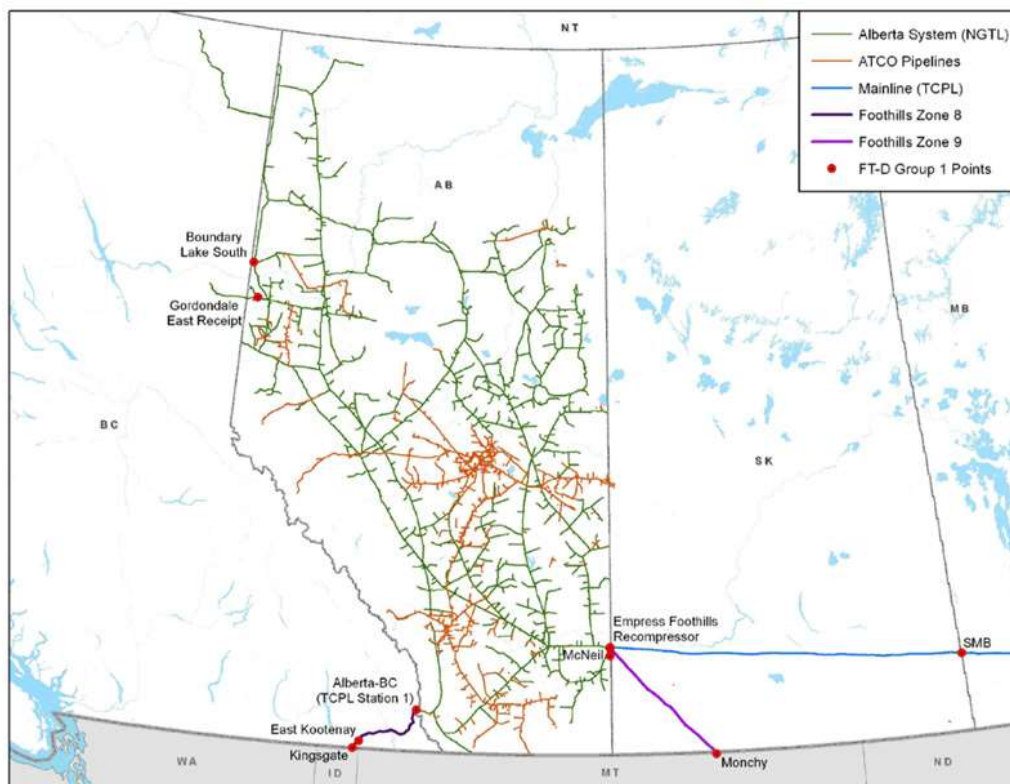 NT
Alberta System (NGTL)
ATCO Pipelines
Mainline (TCPL)
Foothills Zone 8
Foothills Zone 9
FT-D Group 1 Points
AB
Boundary
Lake South
Gordondale
East Receipt
MB
BC
SK
Empress Foothills
Recompressor
McNeil
SMB
Alberta-BC
(TCPL Station 1)
East Kootenay
Kingsgate
Monchy
WA
ID
MT
ND